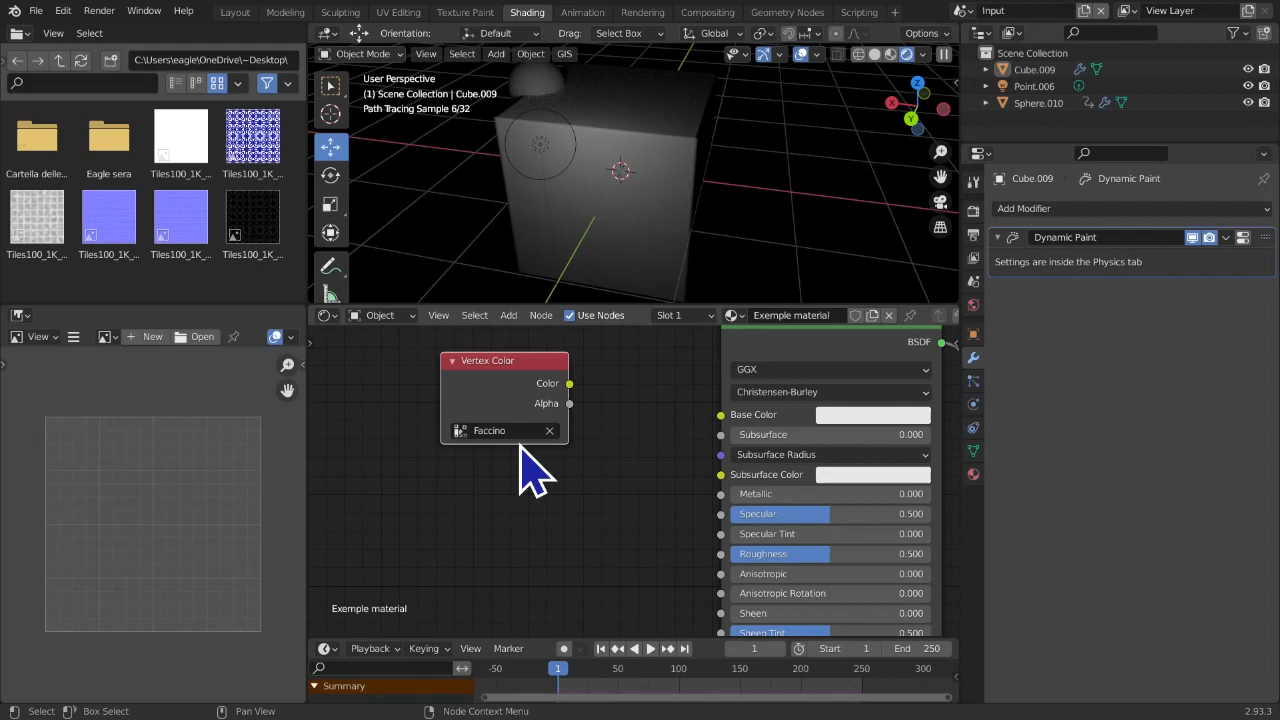 File Edit Render Window Help Layout Modeling Sculpting UV Editing Texture Paint Shading Animation Rendering Compositing Geometry Nodes Scripting + Input View Layer
View Select Orientation: Default Drag: Select Box Global Options
C:\Users\eagle\OneDrive\~Desktop\
Object Mode View Select Add Object GIS
User Perspective
(1) Scene Collection | Cube.009
Path Tracing Sample 6/32
Z
X
Y
Cartella delle... Eagle sera Tiles100_1K_... Tiles100_1K_...
Tiles100_1K_... Tiles100_1K_... Tiles100_1K_... Tiles100_1K_...
Scene Collection
Cube.009
Point.006
Sphere.010
Cube.009 Dynamic Paint
Add Modifier
Dynamic Paint
Settings are inside the Physics tab
View New Open
Object View Select Add Node Use Nodes Slot 1 Exemple material
Vertex Color
Color
Alpha
Faccino
BSDF
GGX
Christensen-Burley
Base Color
Subsurface 0.000
Subsurface Radius
Subsurface Color
Metallic 0.000
Specular 0.500
Specular Tint 0.000
Roughness 0.500
Anisotropic 0.000
Anisotropic Rotation 0.000
Sheen 0.000
Sheen Tint 0.500
Exemple material
Playback Keying View Marker 1 Start 1 End 250
-50 1 50 100 150 200 250 300
Summary
Select Box Select Pan View Node Context Menu 2.93.3